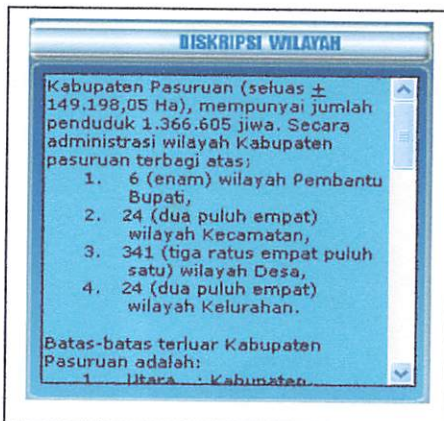 DISKRIPSI WILAYAH
Kabupaten Pasuruan (seluas ±
149.198,05 Ha), mempunyai jumlah
penduduk 1.366.605 jiwa. Secara
administrasi wilayah Kabupaten
pasuruan terbagi atas:
1. 6 (enam) wilayah Pembantu
Bupati,
2. 24 (dua puluh empat)
wilayah Kecamatan,
3. 341 (tiga ratus empat puluh
satu) wilayah Desa,
4. 24 (dua puluh empat)
wilayah Kelurahan.
Batas-batas terluar Kabupaten
Pasuruan adalah:
1. Utara : Kabupaten